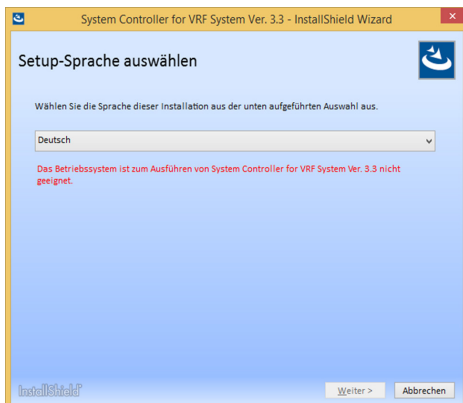 System Controller for VRF System Ver. 3.3 - InstallShield Wizard
Setup-Sprache auswählen
Wählen Sie die Sprache dieser Installation aus der unten aufgeführten Auswahl aus.
Deutsch
Das Betriebssystem ist zum Ausführen von System Controller for VRF System Ver. 3.3 nicht
geeignet.
InstallShield
Weiter >
Abbrechen